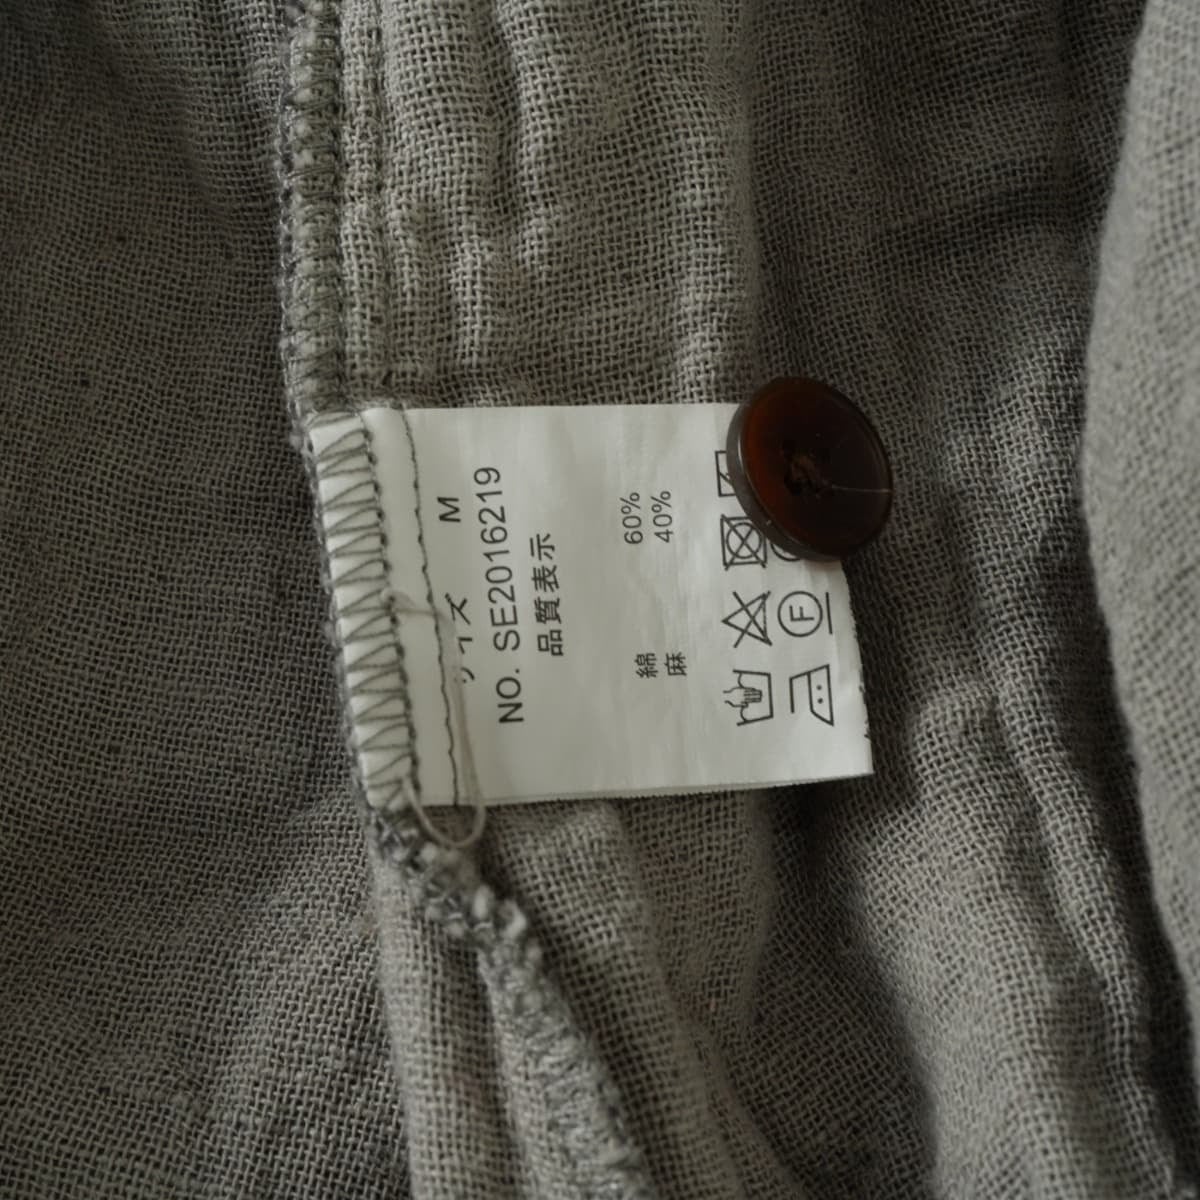 サイズ M
NO. SE2016219
品質表示
綿 60%
麻 40%
F